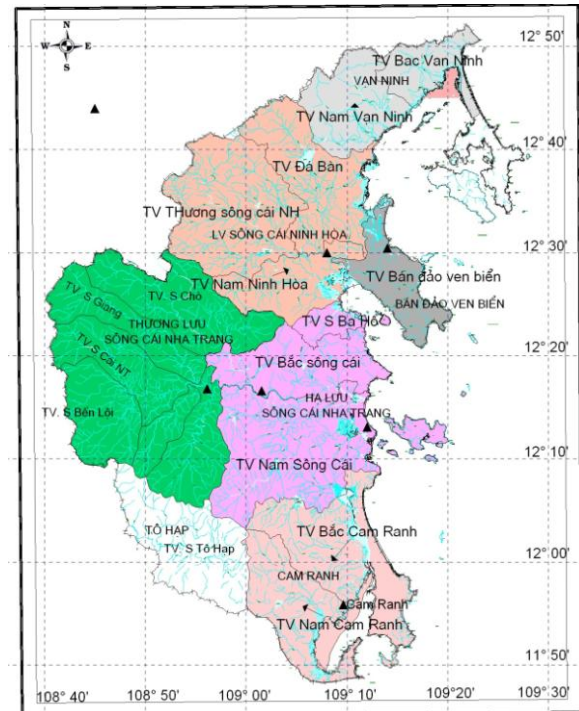 N
W E
S
12° 50'
TV Bac Van Ninh
VẠN NINH
TV Nam Vạn Ninh
12° 40'
TV Đá Bàn
TV THương sông cái NH
LV SÔNG CÁI NINH HÒA
12° 30'
TV Bán đảo ven biển
TV Nam Ninh Hòa
BÁN ĐẢO VEN BIỂN
TV. S Chò
TV. S Giang
TV S Ba Hồ
THƯỢNG LƯU
SÔNG CÁI NHA TRANG
TV S Cái NT
TV Bắc sông cái
12° 20'
HẠ LƯU
SÔNG CÁI NHA TRANG
TV. S Bến Lội
TV Nam Sông Cái
12° 10'
TÔ HẠP
TV. S Tô Hạp
TV Bắc Cam Ranh
12° 00'
CAM RANH
Cam Ranh
TV Nam Cam Ranh
11° 50'
108° 40' 108° 50' 109° 00' 109° 10' 109° 20' 109° 30'